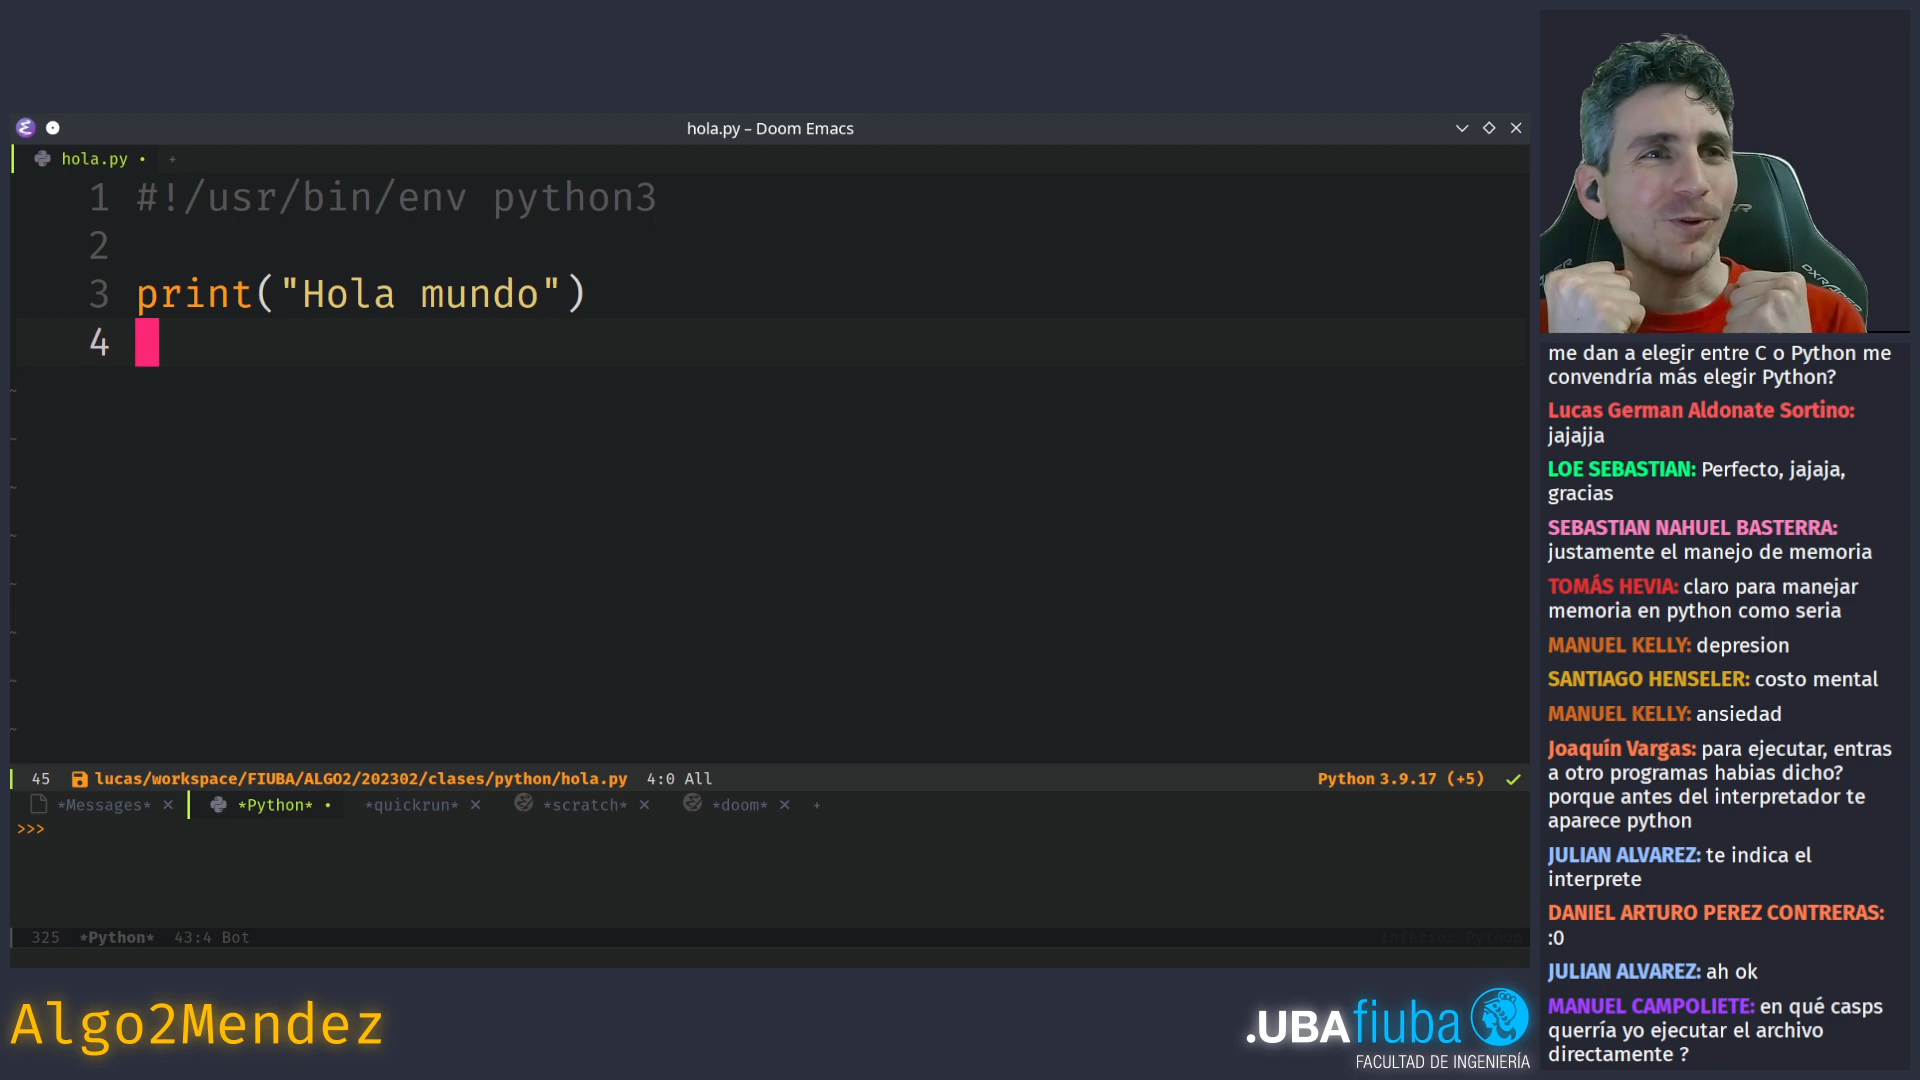 hola.py – Doom Emacs
hola.py • +
1 #!/usr/bin/env python3
2
3 print("Hola mundo")
4
45 lucas/workspace/FIUBA/ALGO2/202302/clases/python/hola.py 4:0 All Python 3.9.17 (+5)
*Messages* × *Python* • *quickrun* × *scratch* × *doom* × +
>>>
325 *Python* 43:4 Bot Inferior Python
Algo2Mendez
.UBAfiuba
FACULTAD DE INGENIERÍA
me dan a elegir entre C o Python me
convendría más elegir Python?
Lucas German Aldonate Sortino:
jajajja
LOE SEBASTIAN: Perfecto, jajaja,
gracias
SEBASTIAN NAHUEL BASTERRA:
justamente el manejo de memoria
TOMÁS HEVIA: claro para manejar
memoria en python como seria
MANUEL KELLY: depresion
SANTIAGO HENSELER: costo mental
MANUEL KELLY: ansiedad
Joaquín Vargas: para ejecutar, entras
a otro programas habias dicho?
porque antes del interpretador te
aparece python
JULIAN ALVAREZ: te indica el
interprete
DANIEL ARTURO PEREZ CONTRERAS:
:0
JULIAN ALVAREZ: ah ok
MANUEL CAMPOLIETE: en qué casps
querría yo ejecutar el archivo
directamente ?